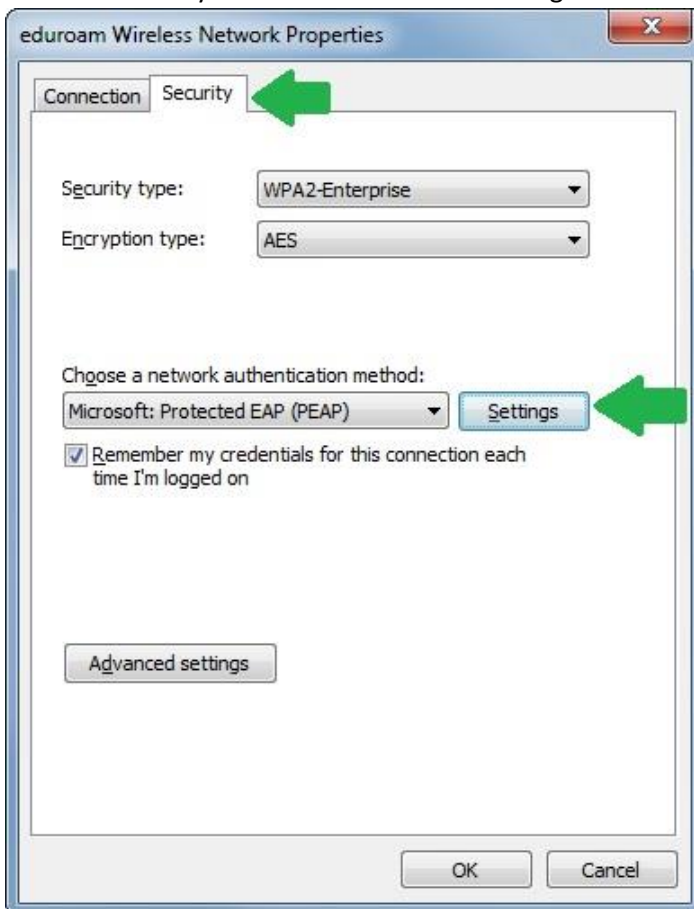 eduroam Wireless Network Properties
Connection Security
Security type: WPA2-Enterprise
Encryption type: AES
Choose a network authentication method:
Microsoft: Protected EAP (PEAP) Settings
Remember my credentials for this connection each
time I'm logged on
Advanced settings
OK Cancel